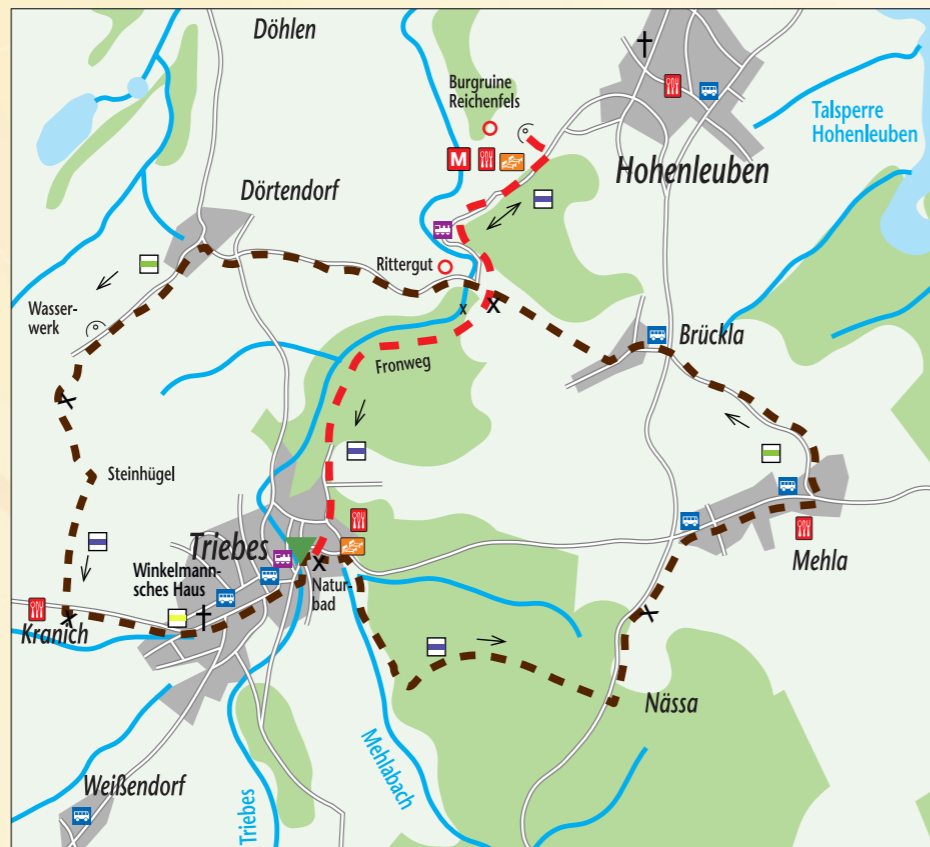 Döhlen
Burgruine
Reichenfels
M
Talsperre
Hohenleuben
Hohenleuben
Dörtendorf
Rittergut
Wasser-
werk
Brückla
Fronweg
Steinhügel
Triebes
Mehla
Winkelmann-
sches Haus
Natur-
bad
Kranich
Nässa
Mehlabach
Weißendorf
Triebes